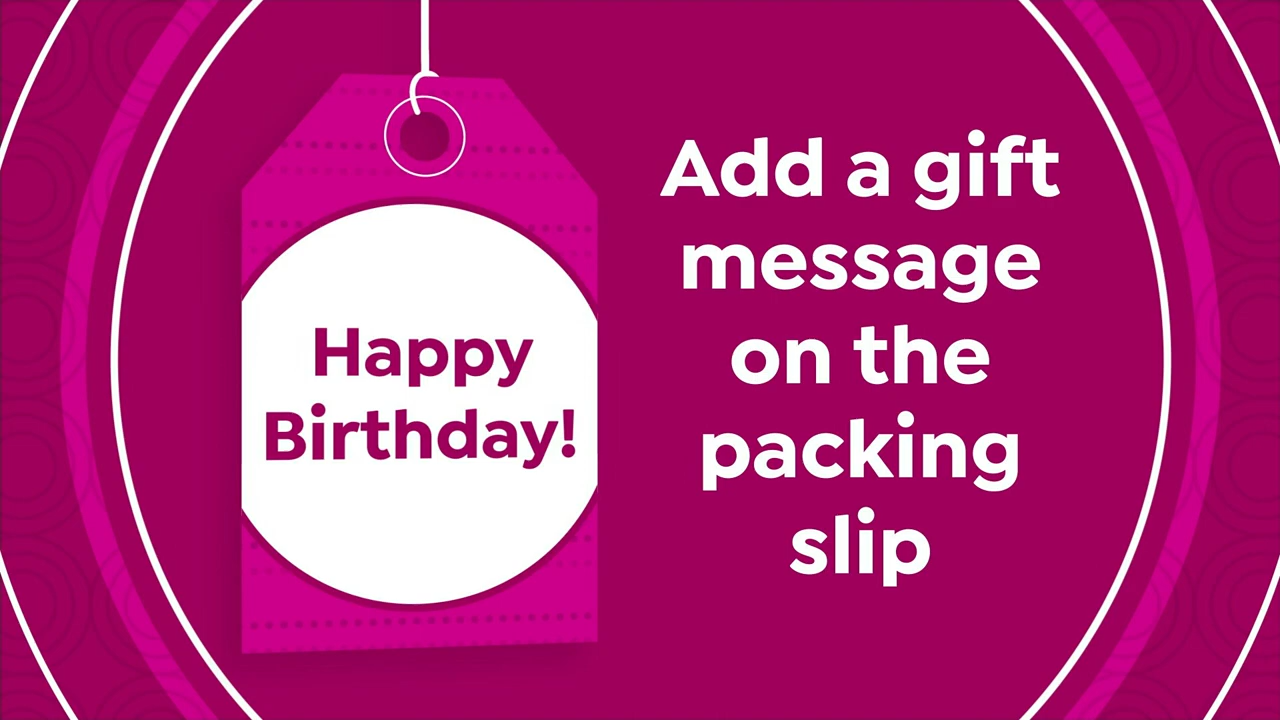 Happy
Birthday!
Add a gift
message
on the
packing
slip